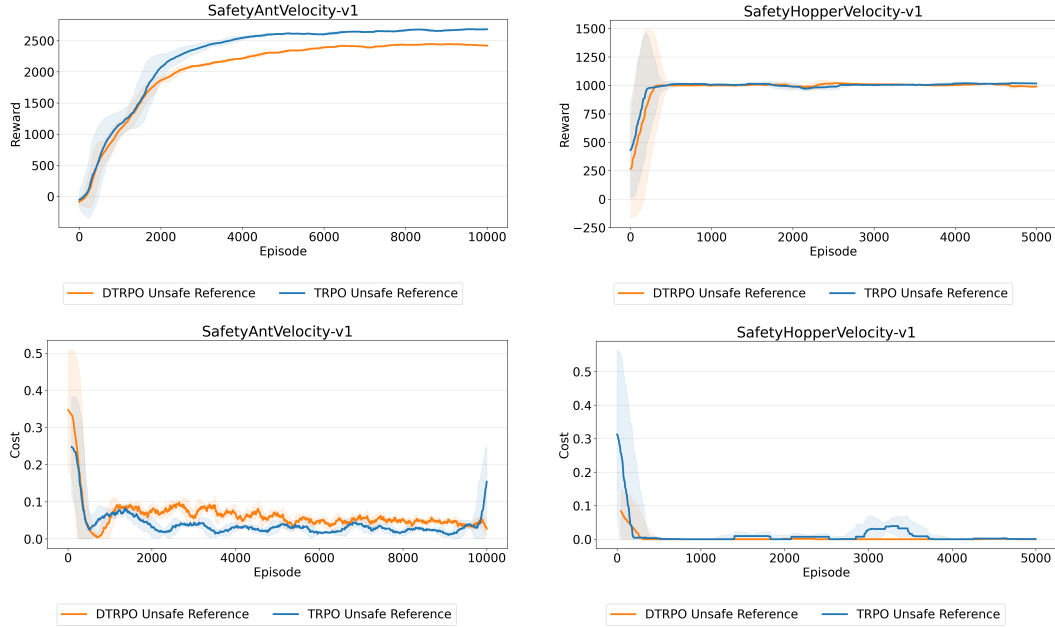 SafetyAntVelocity-v1
2500
2000
1500
1000
500
0
Reward
0 2000 4000 6000 8000 10000
Episode
DTRPO Unsafe Reference TRPO Unsafe Reference
SafetyHopperVelocity-v1
1500
1250
1000
750
500
250
0
−250
Reward
0 1000 2000 3000 4000 5000
Episode
DTRPO Unsafe Reference TRPO Unsafe Reference
SafetyAntVelocity-v1
0.5
0.4
0.3
0.2
0.1
0.0
Cost
0 2000 4000 6000 8000 10000
Episode
DTRPO Unsafe Reference TRPO Unsafe Reference
SafetyHopperVelocity-v1
0.5
0.4
0.3
0.2
0.1
0.0
Cost
0 1000 2000 3000 4000 5000
Episode
DTRPO Unsafe Reference TRPO Unsafe Reference